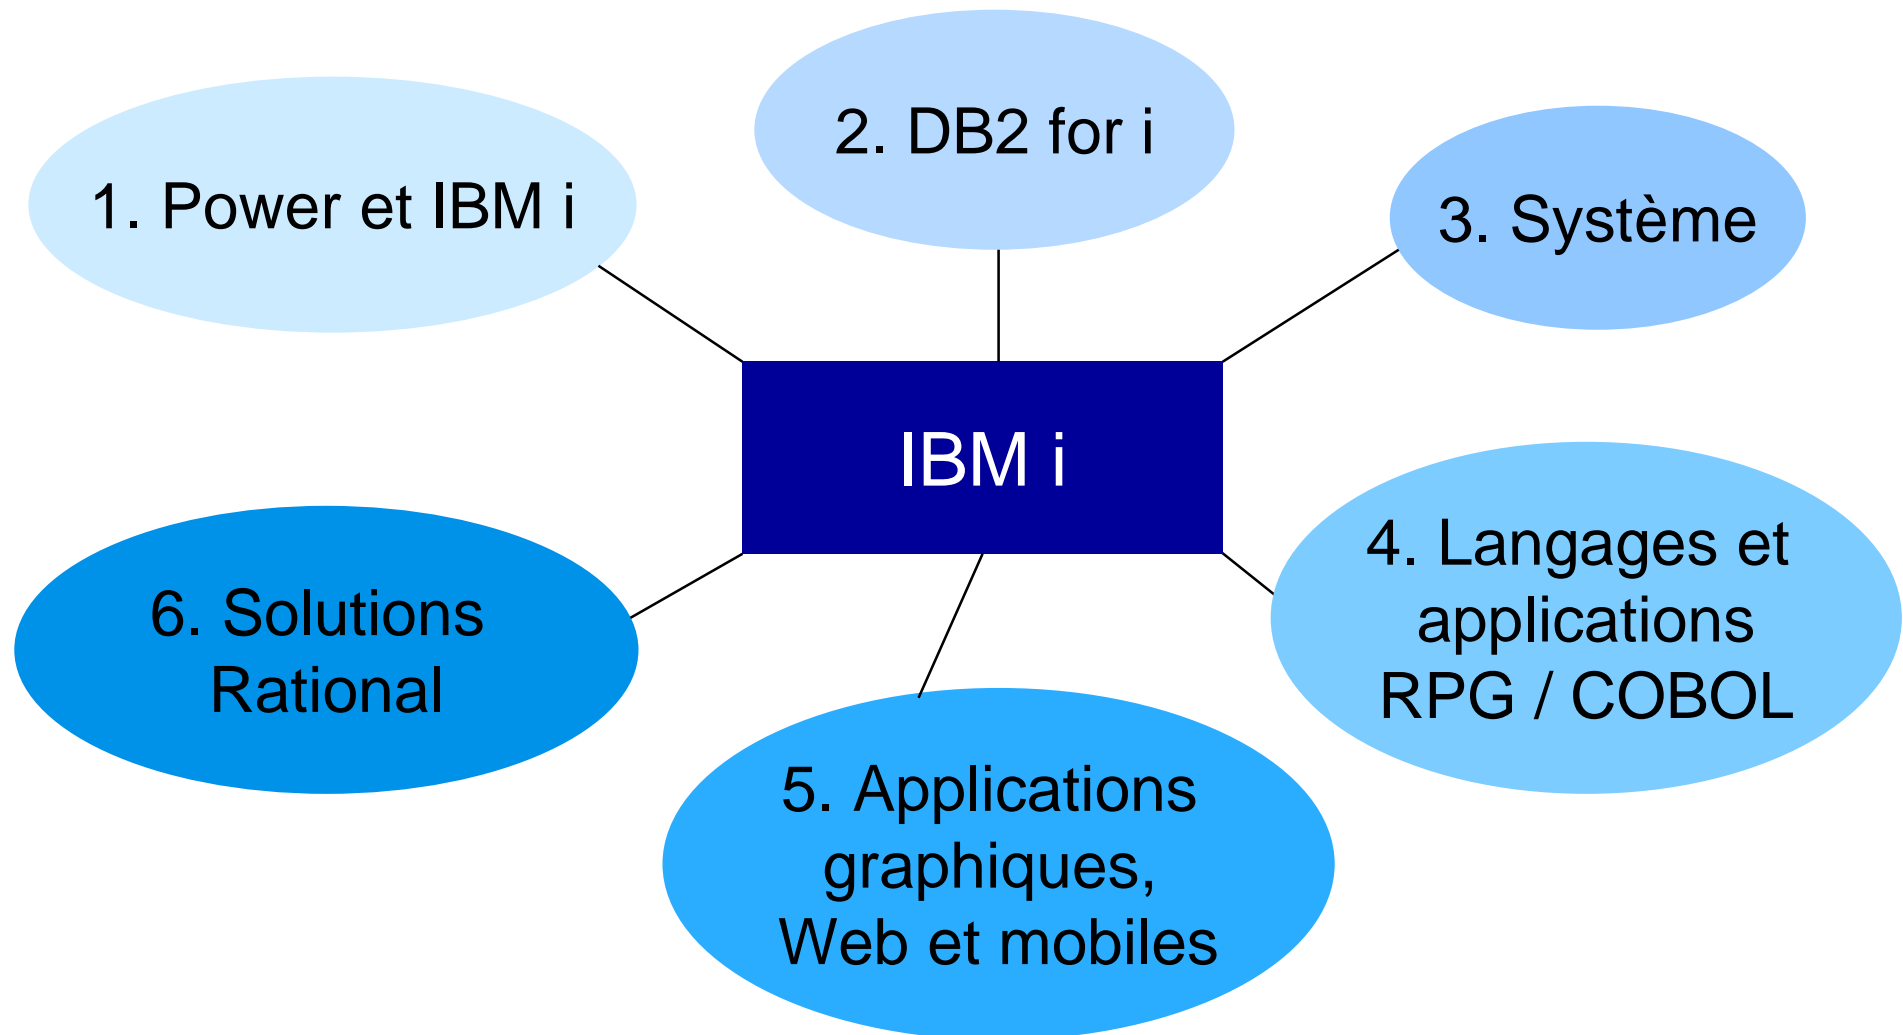 1. Power et IBM i
2. DB2 for i
3. Système
IBM i
4. Langages et
applications
RPG / COBOL
5. Applications
graphiques,
Web et mobiles
6. Solutions
Rational